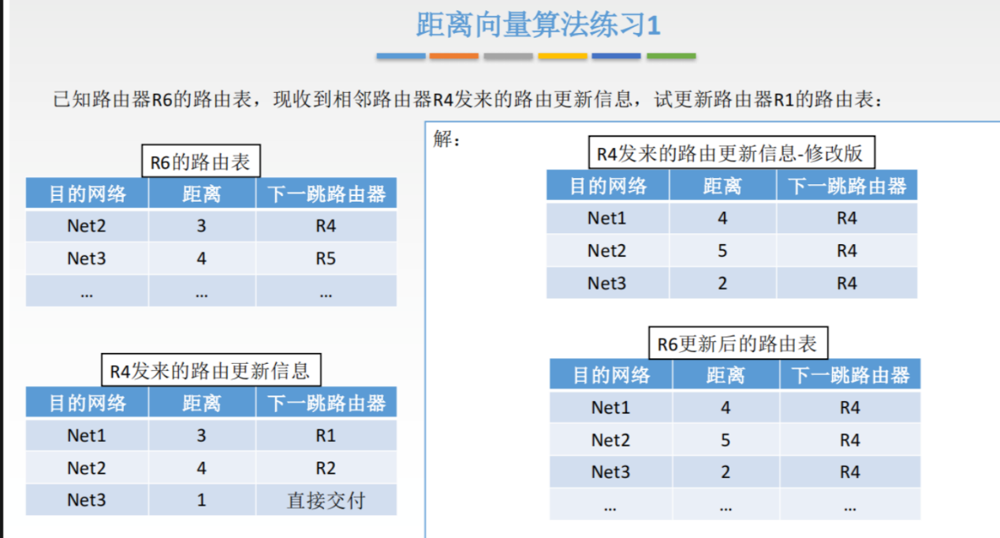 距离向量算法练习1
已知路由器R6的路由表，现收到相邻路由器R4发来的路由更新信息，试更新路由器R1的路由表：
R6的路由表
目的网络 距离 下一跳路由器
Net2 3 R4
Net3 4 R5
... ... ...
R4发来的路由更新信息
目的网络 距离 下一跳路由器
Net1 3 R1
Net2 4 R2
Net3 1 直接交付
解：
R4发来的路由更新信息-修改版
目的网络 距离 下一跳路由器
Net1 4 R4
Net2 5 R4
Net3 2 R4
R6更新后的路由表
目的网络 距离 下一跳路由器
Net1 4 R4
Net2 5 R4
Net3 2 R4
... ... ...